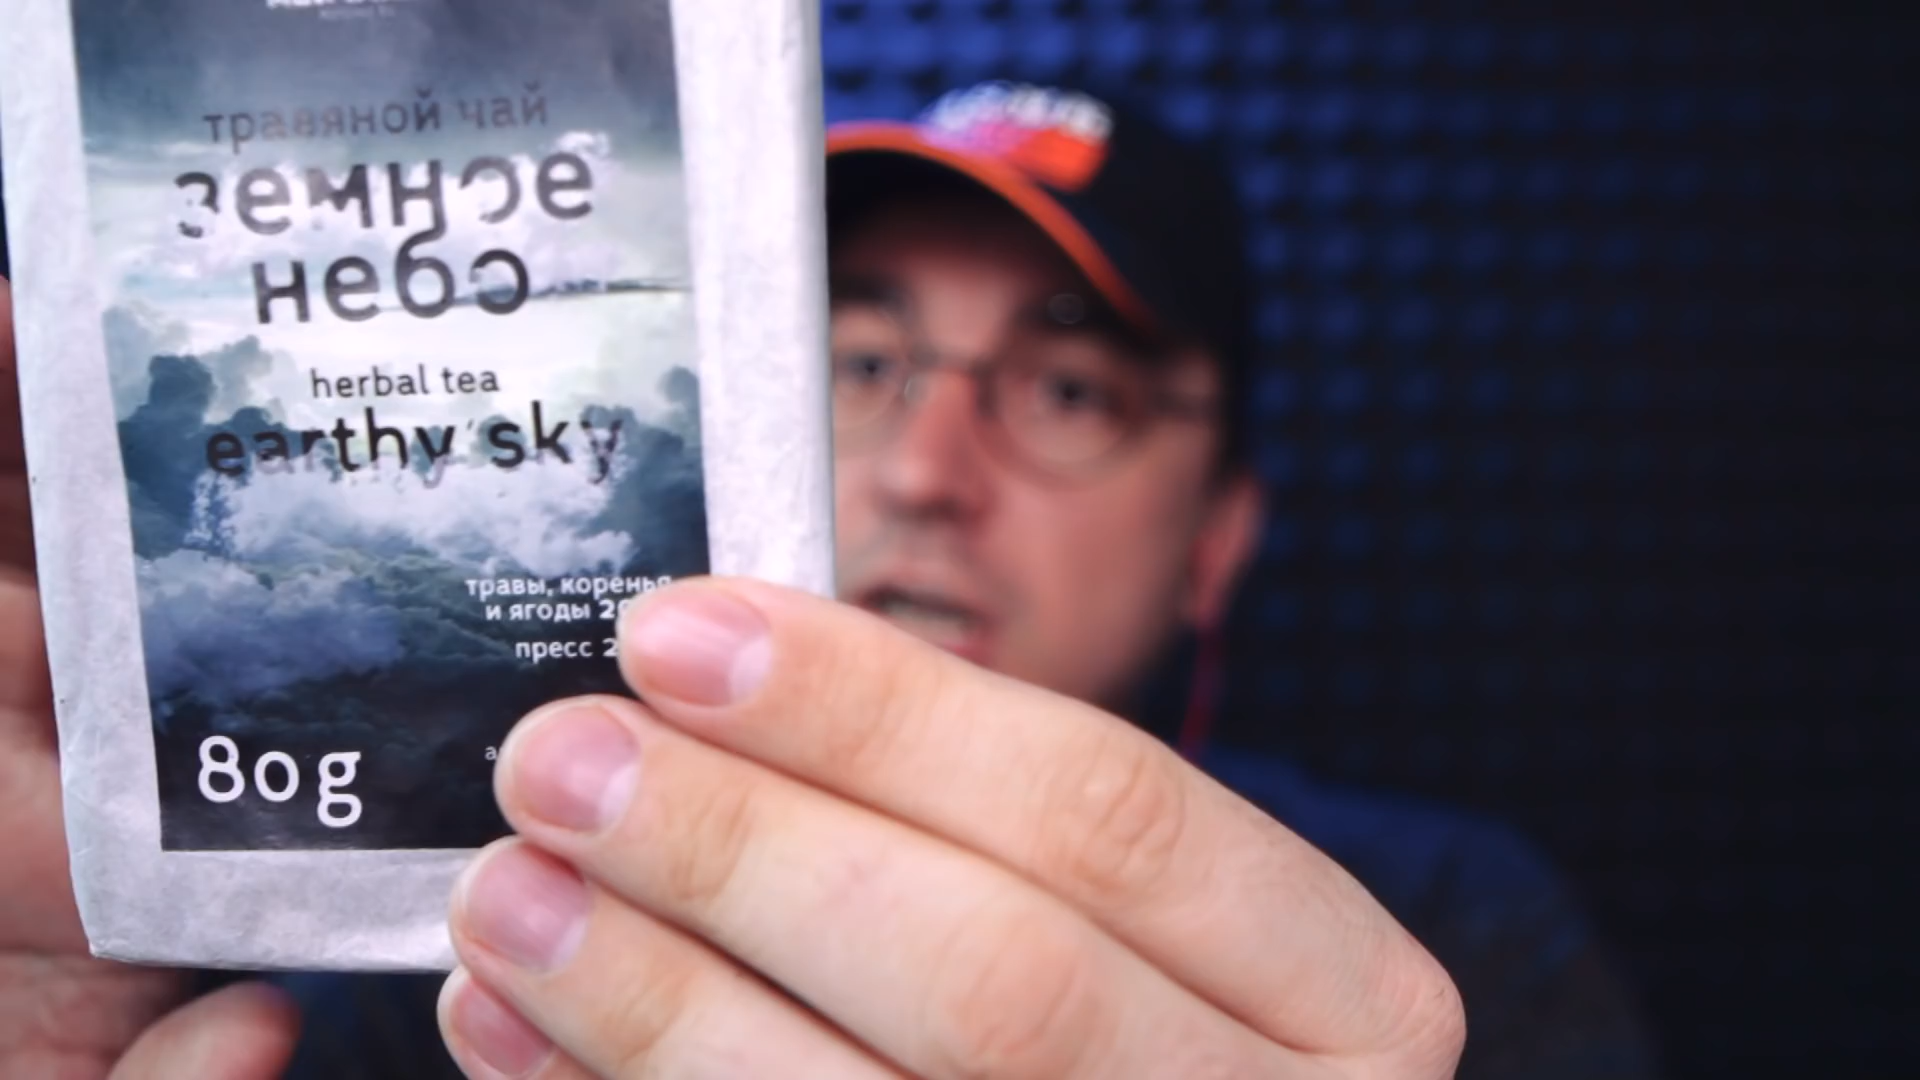 травяной чай
земное
небо
herbal tea
earthy sky
травы, коренья
и ягоды
пресс
80g